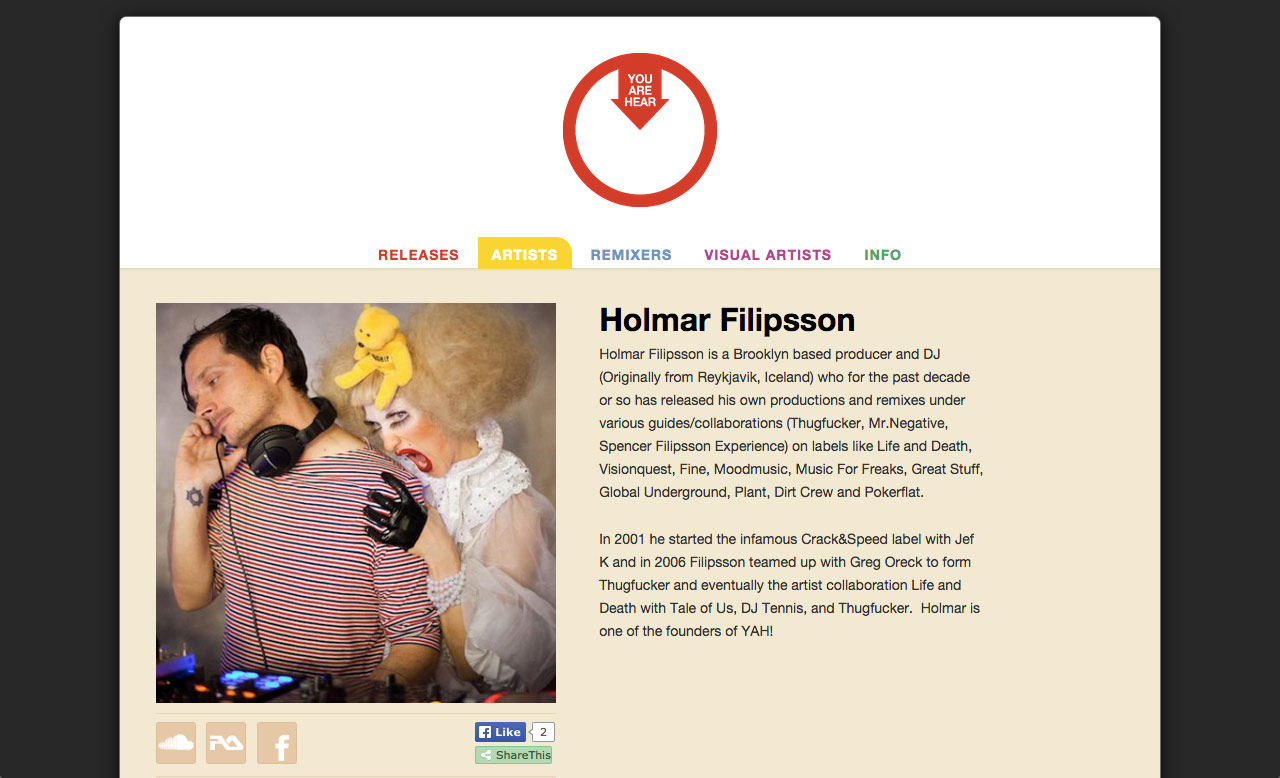 YOU
ARE
HEAR
RELEASES ARTISTS REMIXERS VISUAL ARTISTS INFO
Holmar Filipsson
Holmar Filipsson is a Brooklyn based producer and DJ
(Originally from Reykjavik, Iceland) who for the past decade
or so has released his own productions and remixes under
various guides/collaborations (Thugfucker, Mr.Negative,
Spencer Filipsson Experience) on labels like Life and Death,
Visionquest, Fine, Moodmusic, Music For Freaks, Great Stuff,
Global Underground, Plant, Dirt Crew and Pokerflat.
In 2001 he started the infamous Crack&Speed label with Jef
K and in 2006 Filipsson teamed up with Greg Oreck to form
Thugfucker and eventually the artist collaboration Life and
Death with Tale of Us, DJ Tennis, and Thugfucker.  Holmar is
one of the founders of YAH!
Like 2
ShareThis